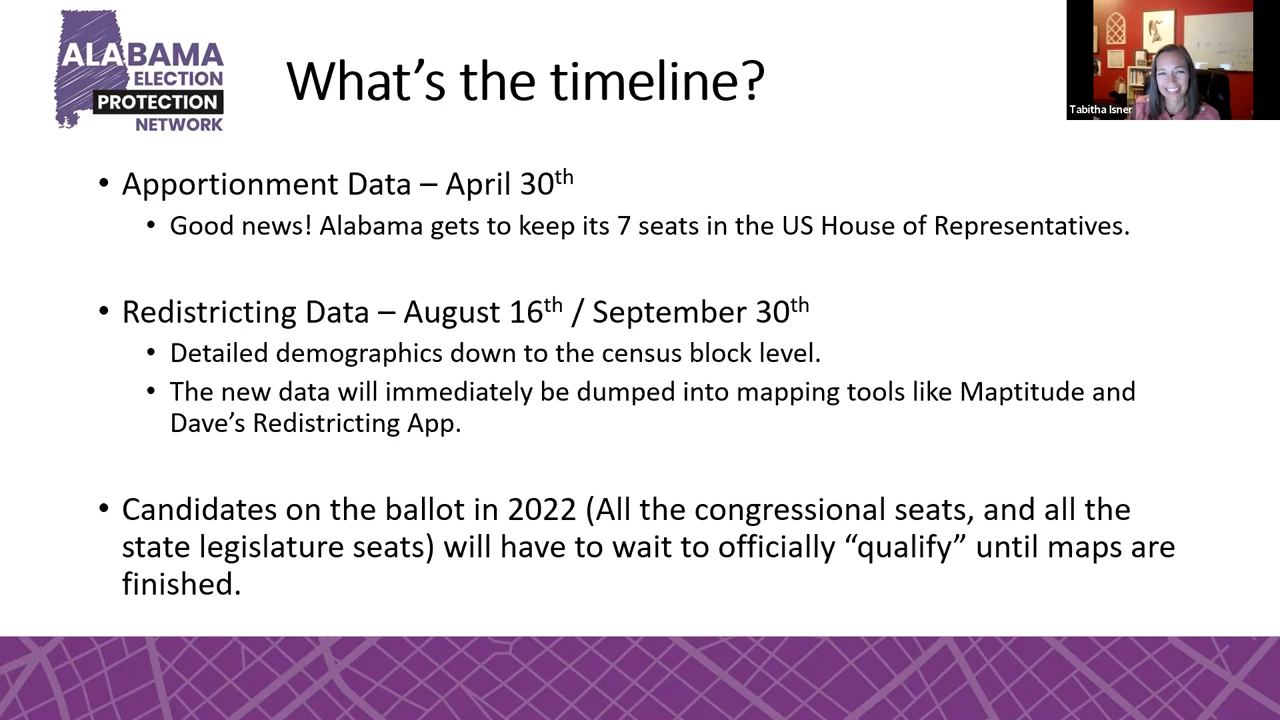 ALABAMA
ELECTION
PROTECTION
NETWORK
What’s the timeline?
Tabitha Isner
• Apportionment Data – April 30th
• Good news! Alabama gets to keep its 7 seats in the US House of Representatives.
• Redistricting Data – August 16th / September 30th
• Detailed demographics down to the census block level.
• The new data will immediately be dumped into mapping tools like Maptitude and
Dave’s Redistricting App.
• Candidates on the ballot in 2022 (All the congressional seats, and all the
state legislature seats) will have to wait to officially “qualify” until maps are
finished.